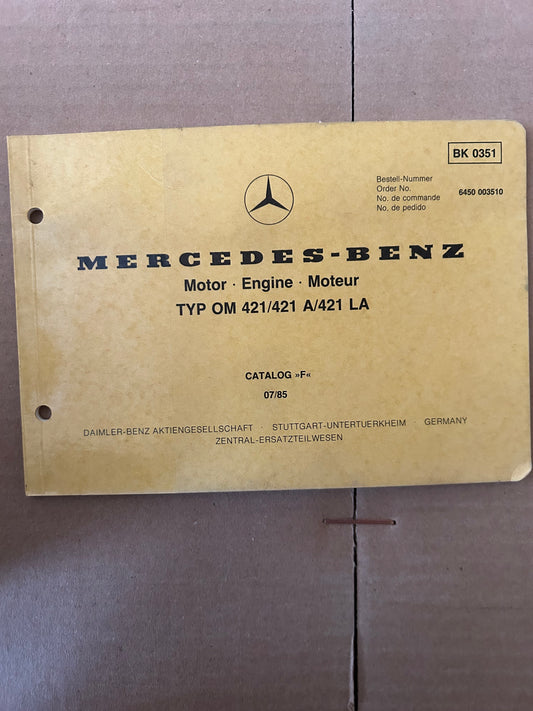 BK 0351
Bestell-Nummer
Order No.
No. de commande
No. de pedido
6450 003510
MERCEDES-BENZ
Motor · Engine · Moteur
TYP OM 421/421 A/421 LA
CATALOG »F«
07/85
DAIMLER-BENZ AKTIENGESELLSCHAFT · STUTTGART-UNTERTUERKHEIM · GERMANY
ZENTRAL-ERSATZTEILWESEN